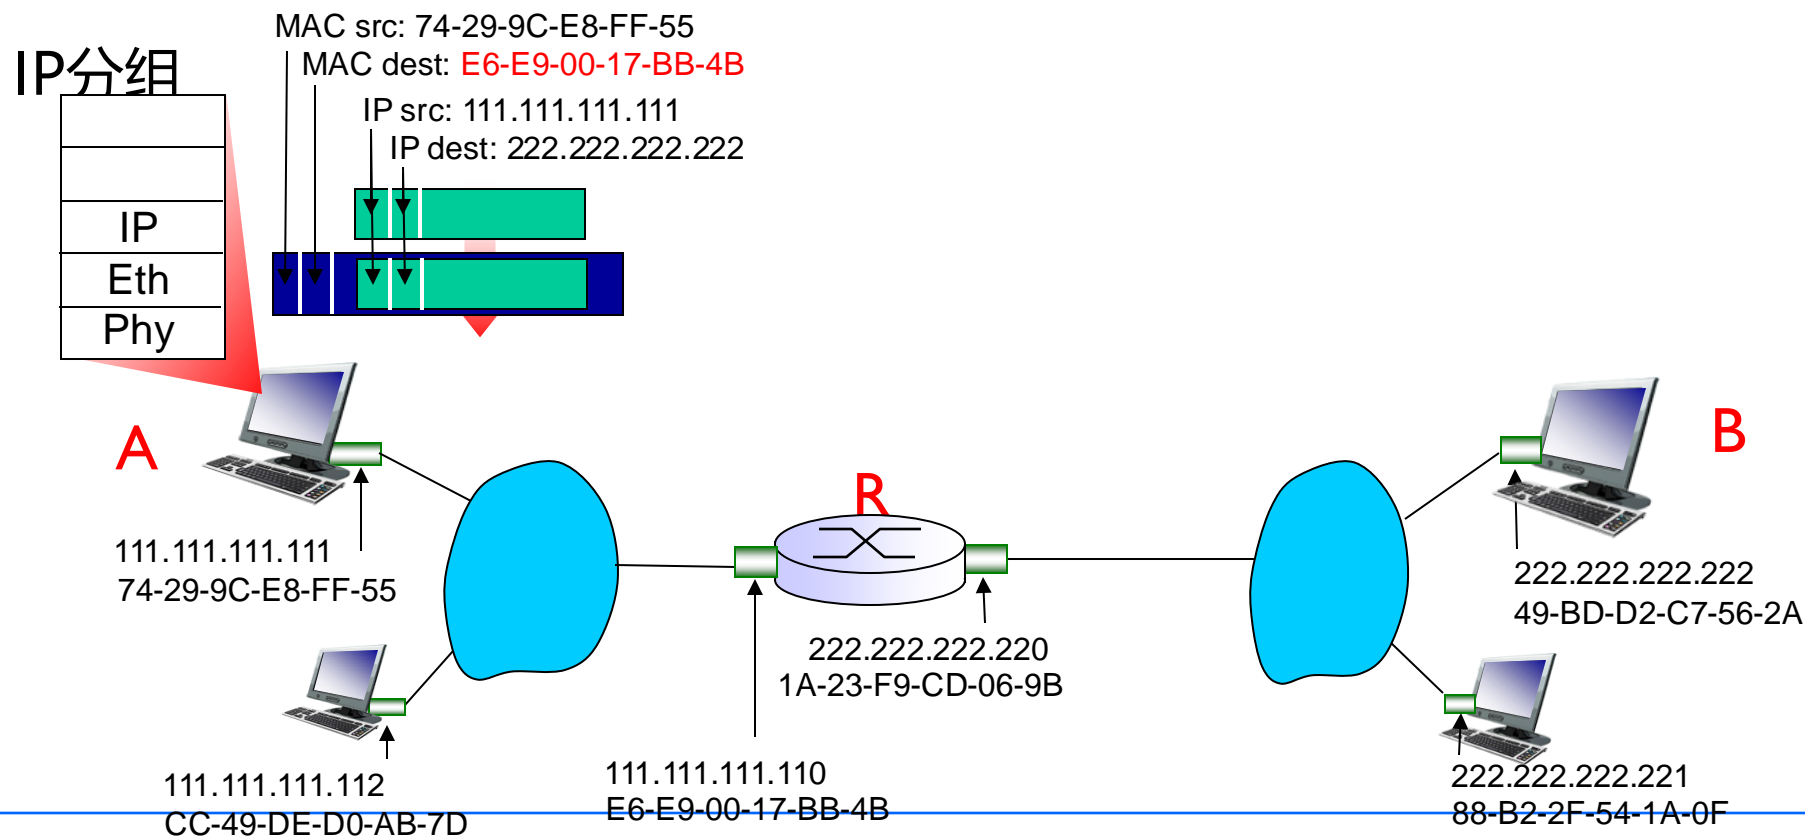 MAC src: 74-29-9C-E8-FF-55
IP分组
MAC dest: E6-E9-00-17-BB-4B
IP src: 111.111.111.111
IP dest: 222.222.222.222
IP
Eth
Phy
A
B
R
111.111.111.111
74-29-9C-E8-FF-55
222.222.222.222
49-BD-D2-C7-56-2A
222.222.222.220
1A-23-F9-CD-06-9B
111.111.111.112
CC-49-DE-D0-AB-7D
111.111.111.110
E6-E9-00-17-BB-4B
222.222.222.221
88-B2-2F-54-1A-0F